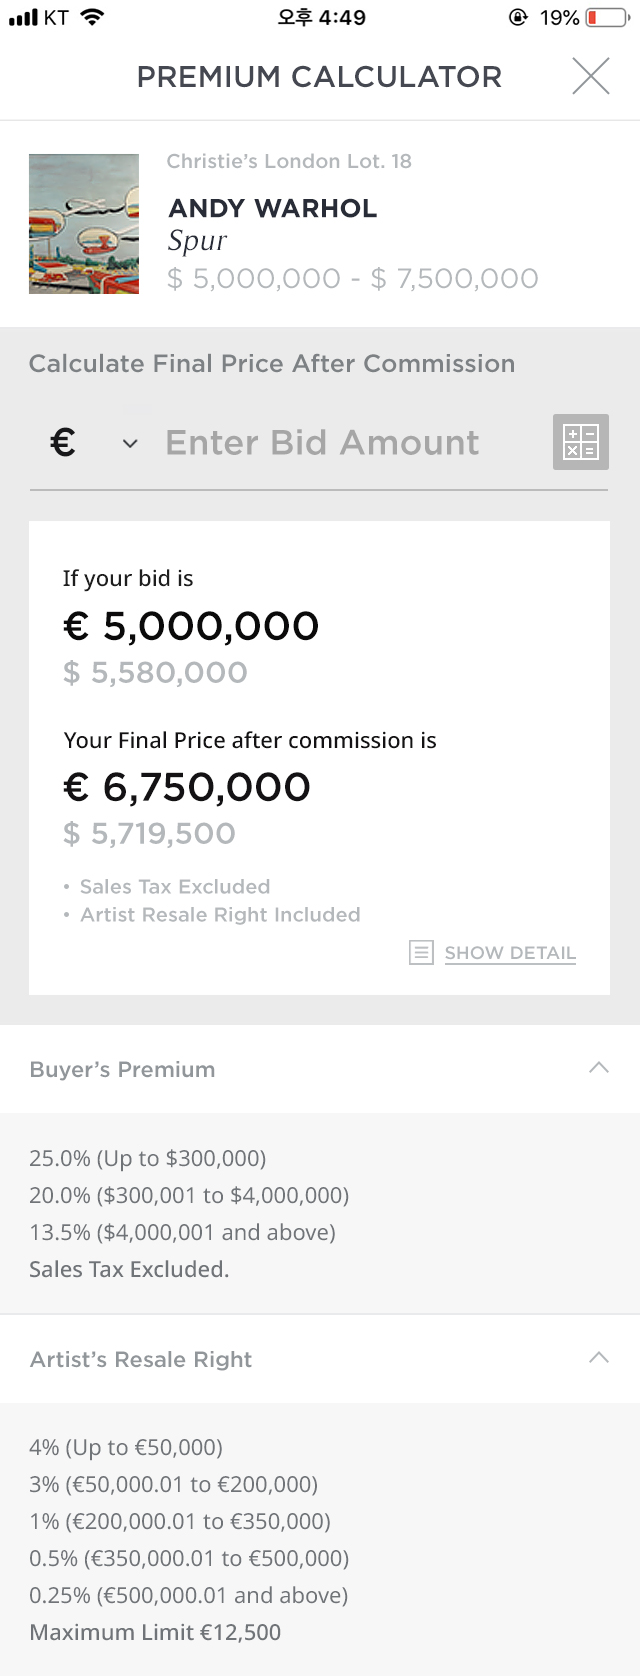 KT 오후 4:49 19%
PREMIUM CALCULATOR
Christie's London Lot. 18
ANDY WARHOL
Spur
$ 5,000,000 - $ 7,500,000
Calculate Final Price After Commission
€ Enter Bid Amount
If your bid is
€ 5,000,000
$ 5,580,000
Your Final Price after commission is
€ 6,750,000
$ 5,719,500
• Sales Tax Excluded
• Artist Resale Right Included
SHOW DETAIL
Buyer's Premium
25.0% (Up to $300,000)
20.0% ($300,001 to $4,000,000)
13.5% ($4,000,001 and above)
Sales Tax Excluded.
Artist's Resale Right
4% (Up to €50,000)
3% (€50,000.01 to €200,000)
1% (€200,000.01 to €350,000)
0.5% (€350,000.01 to €500,000)
0.25% (€500,000.01 and above)
Maximum Limit €12,500